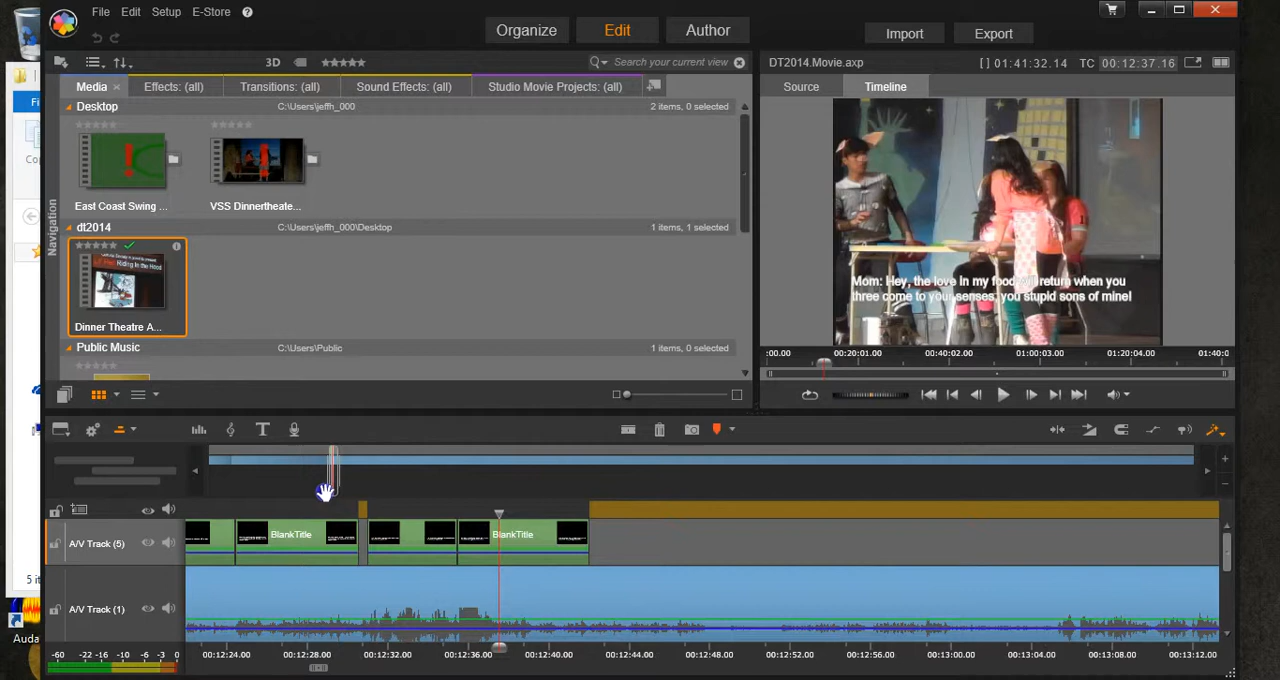 File Edit Setup E-Store ?
Organize Edit Author Import Export
3D Search your current view
DT2014.Movie.axp [ ] 01:41:32.14 TC 00:12:37.16
Media Effects: (all) Transitions: (all) Sound Effects: (all) Studio Movie Projects: (all)
Source Timeline
Desktop C:\Users\jeffh_000 2 items, 0 selected
East Coast Swing ... VSS Dinnertheate...
Navigation
dt2014 C:\Users\jeffh_000\Desktop 1 items, 1 selected
Riding in the Hood
Dinner Theatre A...
Public Music C:\Users\Public 1 items, 0 selected
Mom: Hey, the love in my food will return when you
three come to your senses, you stupid sons of mine!
:00.00 00:20:01.00 00:40:02.00 01:00:03.00 01:20:04.00 01:40:
A/V Track (5) BlankTitle BlankTitle
A/V Track (1)
-60 -22 -16 -10 -6 -3 0
00:12:24.00 00:12:28.00 00:12:32.00 00:12:36.00 00:12:40.00 00:12:44.00 00:12:48.00 00:12:52.00 00:12:56.00 00:13:00.00 00:13:04.00 00:13:08.00 00:13:12.00
Fi
Co
5 it
Auda